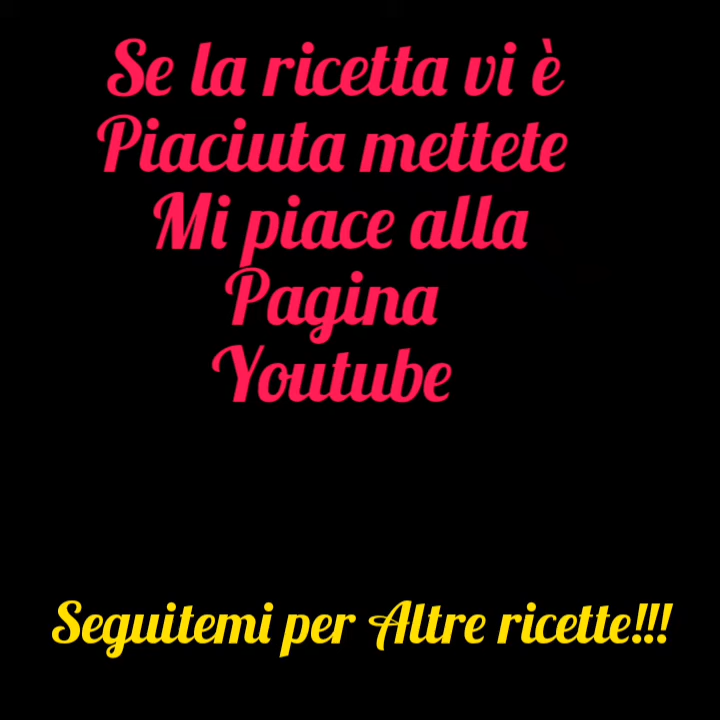 Se la ricetta vi è
Piaciuta mettete
Mi piace alla
Pagina
Youtube
Seguitemi per Altre ricette!!!